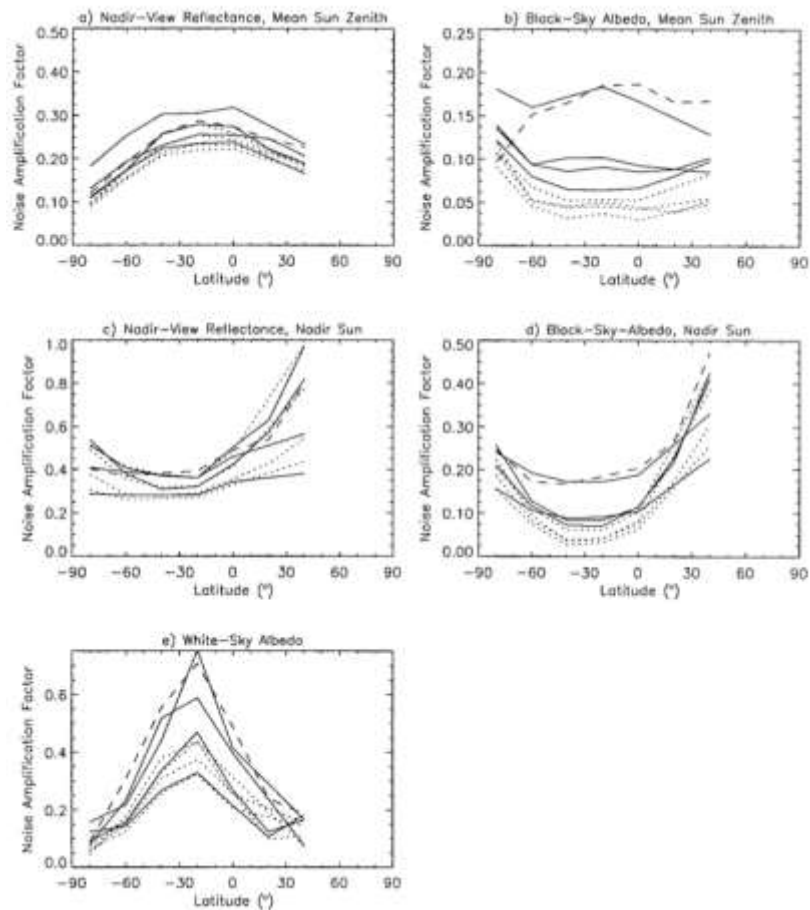 a) Nadir-View Reflectance, Mean Sun Zenith
Noise Amplification Factor
0.50
0.40
0.30
0.20
0.10
0.00
-90 -60 -30 0 30 60 90
Latitude (°)
b) Black-Sky Albedo, Mean Sun Zenith
Noise Amplification Factor
0.25
0.20
0.15
0.10
0.05
0.00
-90 -60 -30 0 30 60 90
Latitude (°)
c) Nadir-View Reflectance, Nadir Sun
Noise Amplification Factor
1.0
0.8
0.6
0.4
0.2
0.0
-90 -60 -30 0 30 60 90
Latitude (°)
d) Black-Sky-Albedo, Nadir Sun
Noise Amplification Factor
0.50
0.40
0.30
0.20
0.10
0.00
-90 -60 -30 0 30 60 90
Latitude (°)
e) White-Sky Albedo
Noise Amplification Factor
0.6
0.4
0.2
0.0
-90 -60 -30 0 30 60 90
Latitude (°)